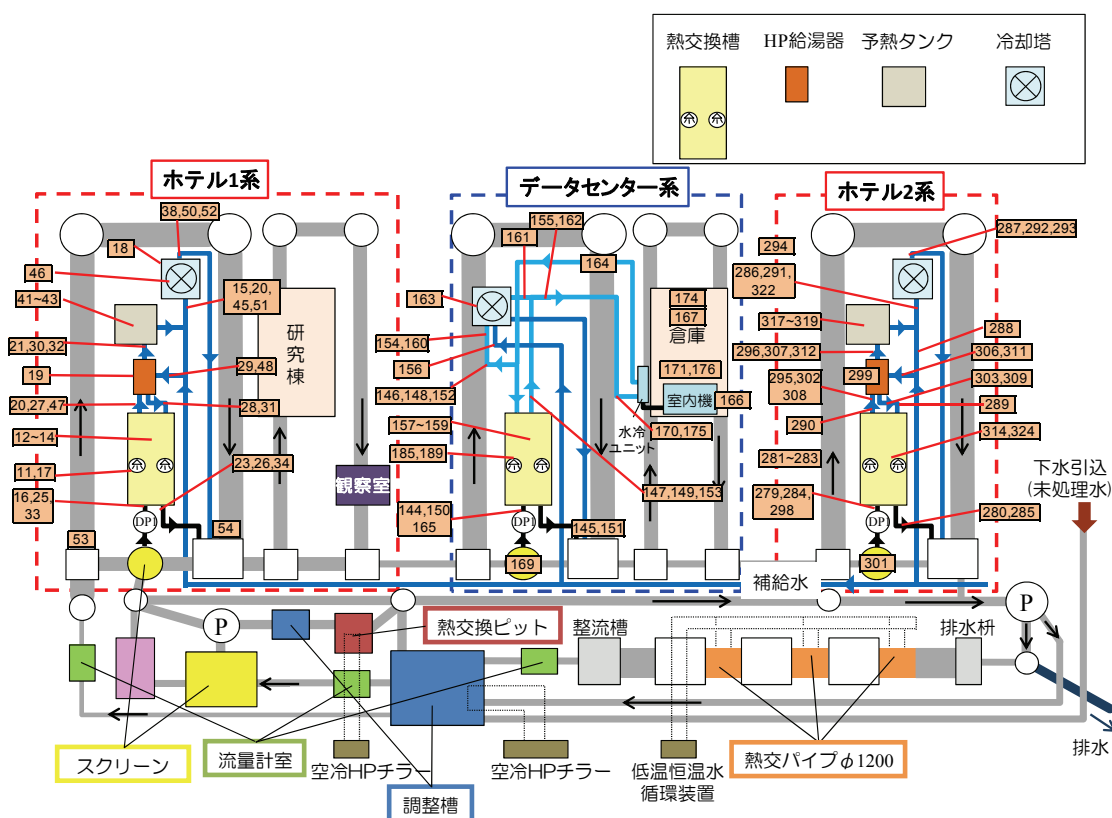 熱交換槽
HP給湯器
予熱タンク
冷却塔
ホテル1系
データセンター系
ホテル2系
38,50,52
18
46
41~43
15,20,
45,51
21,30,32
19
29,48
20,27,47
28,31
12~14
11,17
23,26,34
16,25,
33
DPI
53
54
研究棟
観察室
155,162
161
164
163
154,160
156
146,148,152
157~159
185,189
144,150
165
DPI
169
145,151
147,149,153
170,175
174
167
倉庫
171,176
室内機
166
水冷
ユニット
287,292,293
294
286,291,
322
317~319
288
296,307,312
306,311
299
295,302
308
303,309
289
290
314,324
281~283
279,284,
298
280,285
DPI
301
下水引込
(未処理水)
補給水
P
P
熱交換ピット
整流槽
排水枡
排水
スクリーン
流量計室
空冷HPチラー
調整槽
空冷HPチラー
低温恒温水
循環装置
熱交パイプφ1200